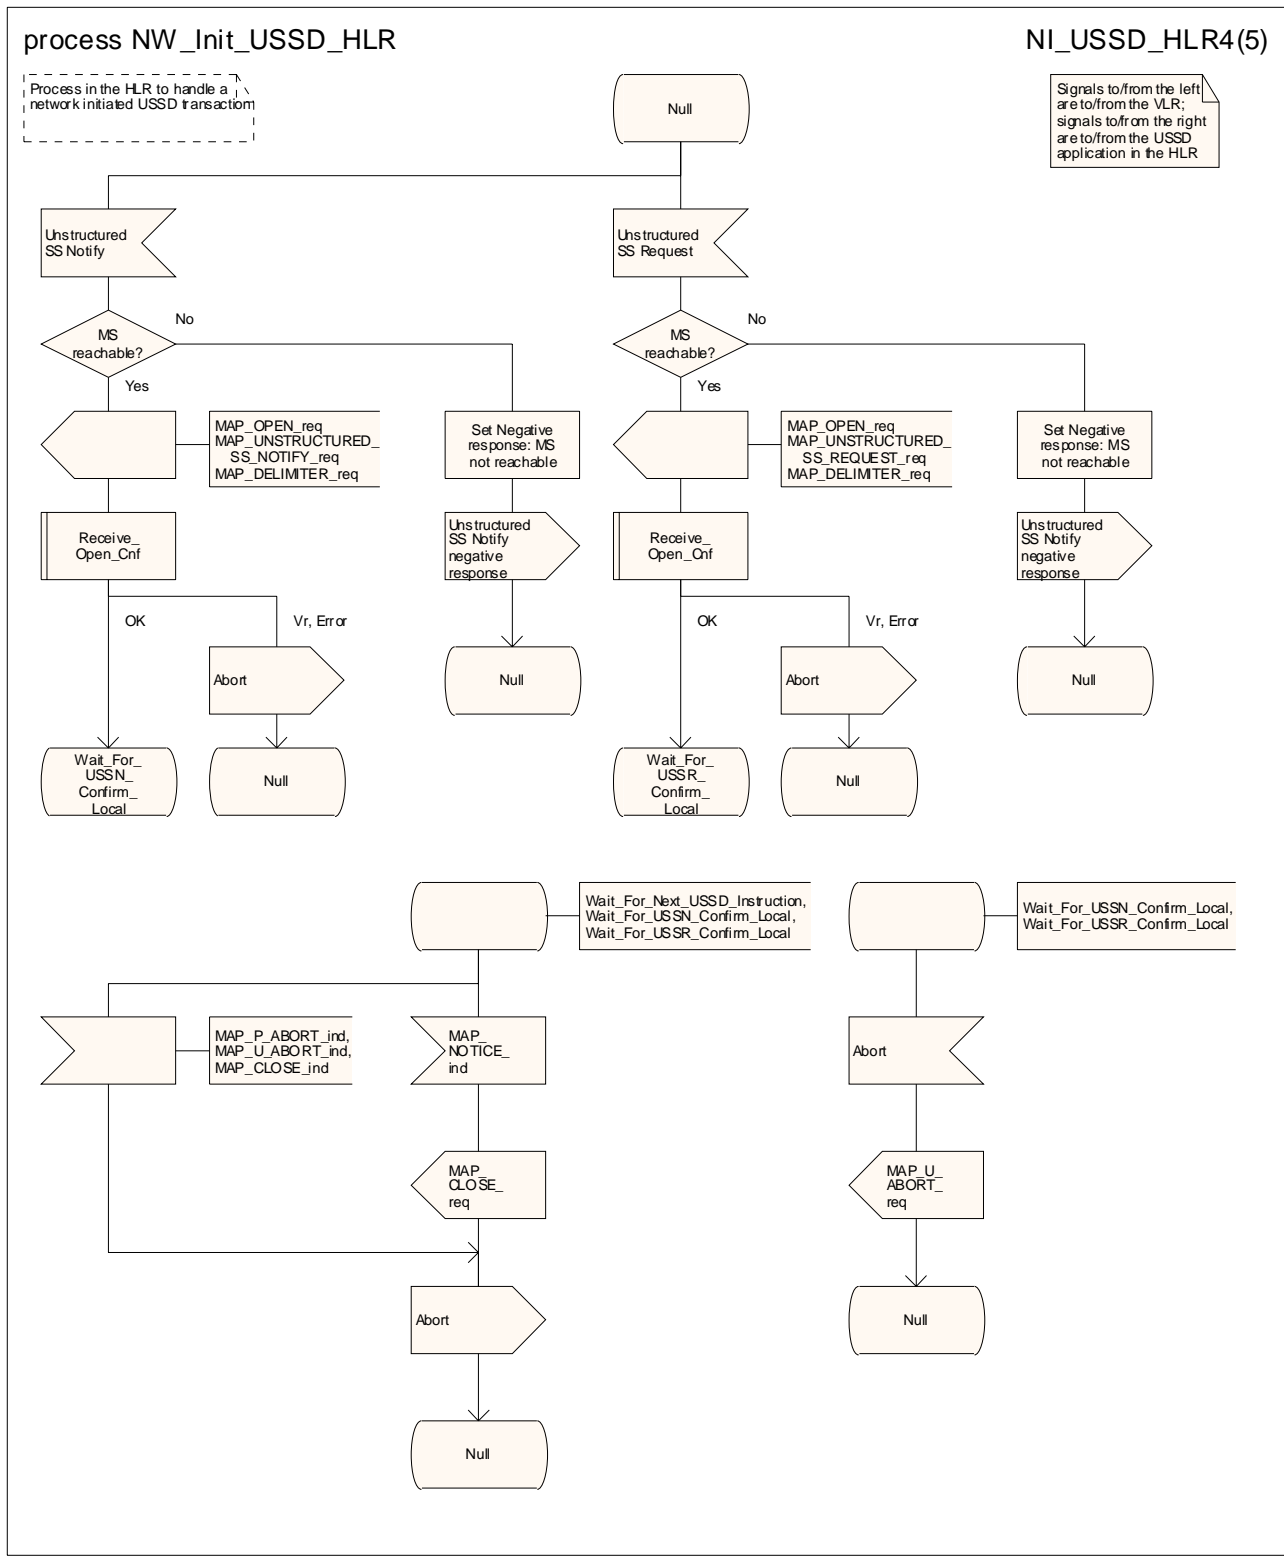 process NW_Init_USSD_HLR
NI_USSD_HLR4(5)
Process in the HLR to handle a
network initiated USSD transaction
Null
Signals to/from the left
are to/from the VLR;
signals to/from the right
are to/from the USSD
application in the HLR
Unstructured
SS Notify
Unstructured
SS Request
MS
reachable?
No
Yes
MS
reachable?
No
Yes
MAP_OPEN_req
MAP_UNSTRUCTURED_
SS_NOTIFY_req
MAP_DELIMITER_req
Set Negative
response: MS
not reachable
MAP_OPEN_req
MAP_UNSTRUCTURED_
SS_REQUEST_req
MAP_DELIMITER_req
Set Negative
response: MS
not reachable
Receive_
Open_Cnf
Unstructured
SS Notify
negative
response
Receive_
Open_Cnf
Unstructured
SS Notify
negative
response
OK
Vr, Error
OK
Vr, Error
Abort
Null
Abort
Null
Wait_For_
USSN_
Confirm_
Local
Null
Wait_For_
USSR_
Confirm_
Local
Null
Wait_For_Next_USSD_Instruction,
Wait_For_USSN_Confirm_Local,
Wait_For_USSR_Confirm_Local
Wait_For_USSN_Confirm_Local,
Wait_For_USSR_Confirm_Local
MAP_P_ABORT_ind,
MAP_U_ABORT_ind,
MAP_CLOSE_ind
MAP_
NOTICE_
ind
Abort
MAP_
CLOSE_
req
MAP_U_
ABORT_
req
Abort
Null
Null